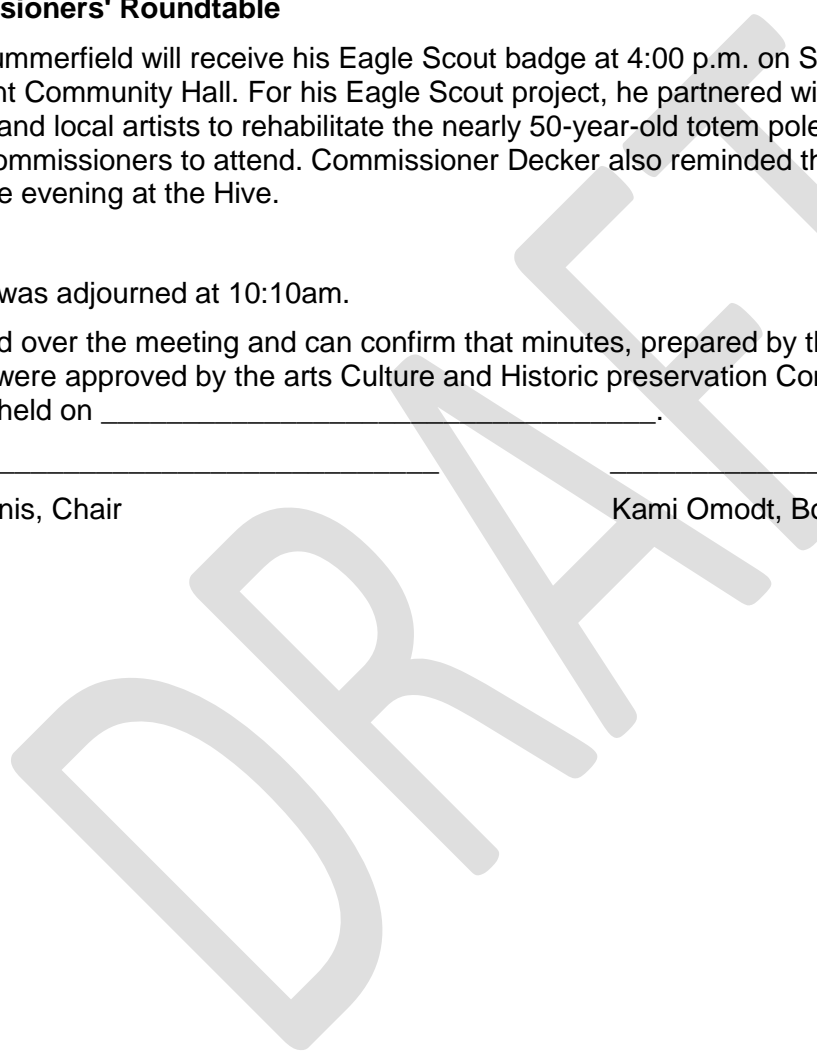 sioners' Roundtable
ummerfield will receive his Eagle Scout badge at 4:00 p.m. on S
nt Community Hall. For his Eagle Scout project, he partnered wi
and local artists to rehabilitate the nearly 50-year-old totem pole
ommissioners to attend. Commissioner Decker also reminded th
e evening at the Hive.
was adjourned at 10:10am.
d over the meeting and can confirm that minutes, prepared by th
were approved by the arts Culture and Historic preservation Con
held on ___________________________________.
____________________________ _____________
nis, Chair Kami Omodt, Bo
DRAFT